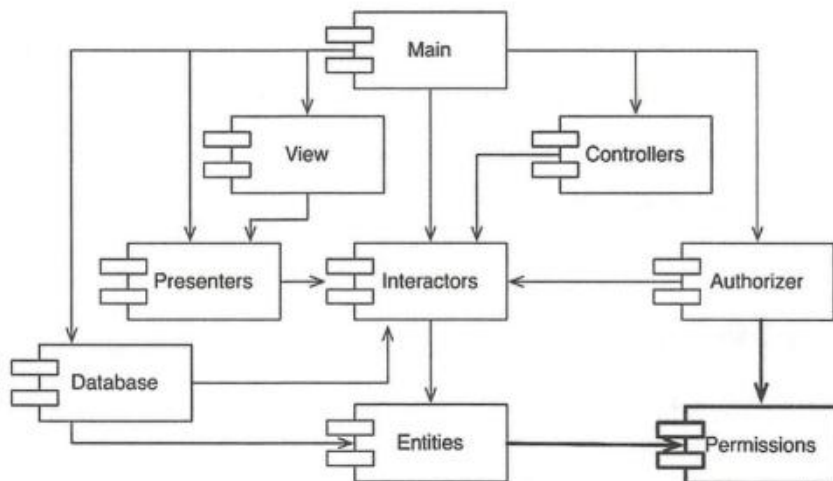 Main
View
Controllers
Presenters
Interactors
Authorizer
Database
Entities
Permissions